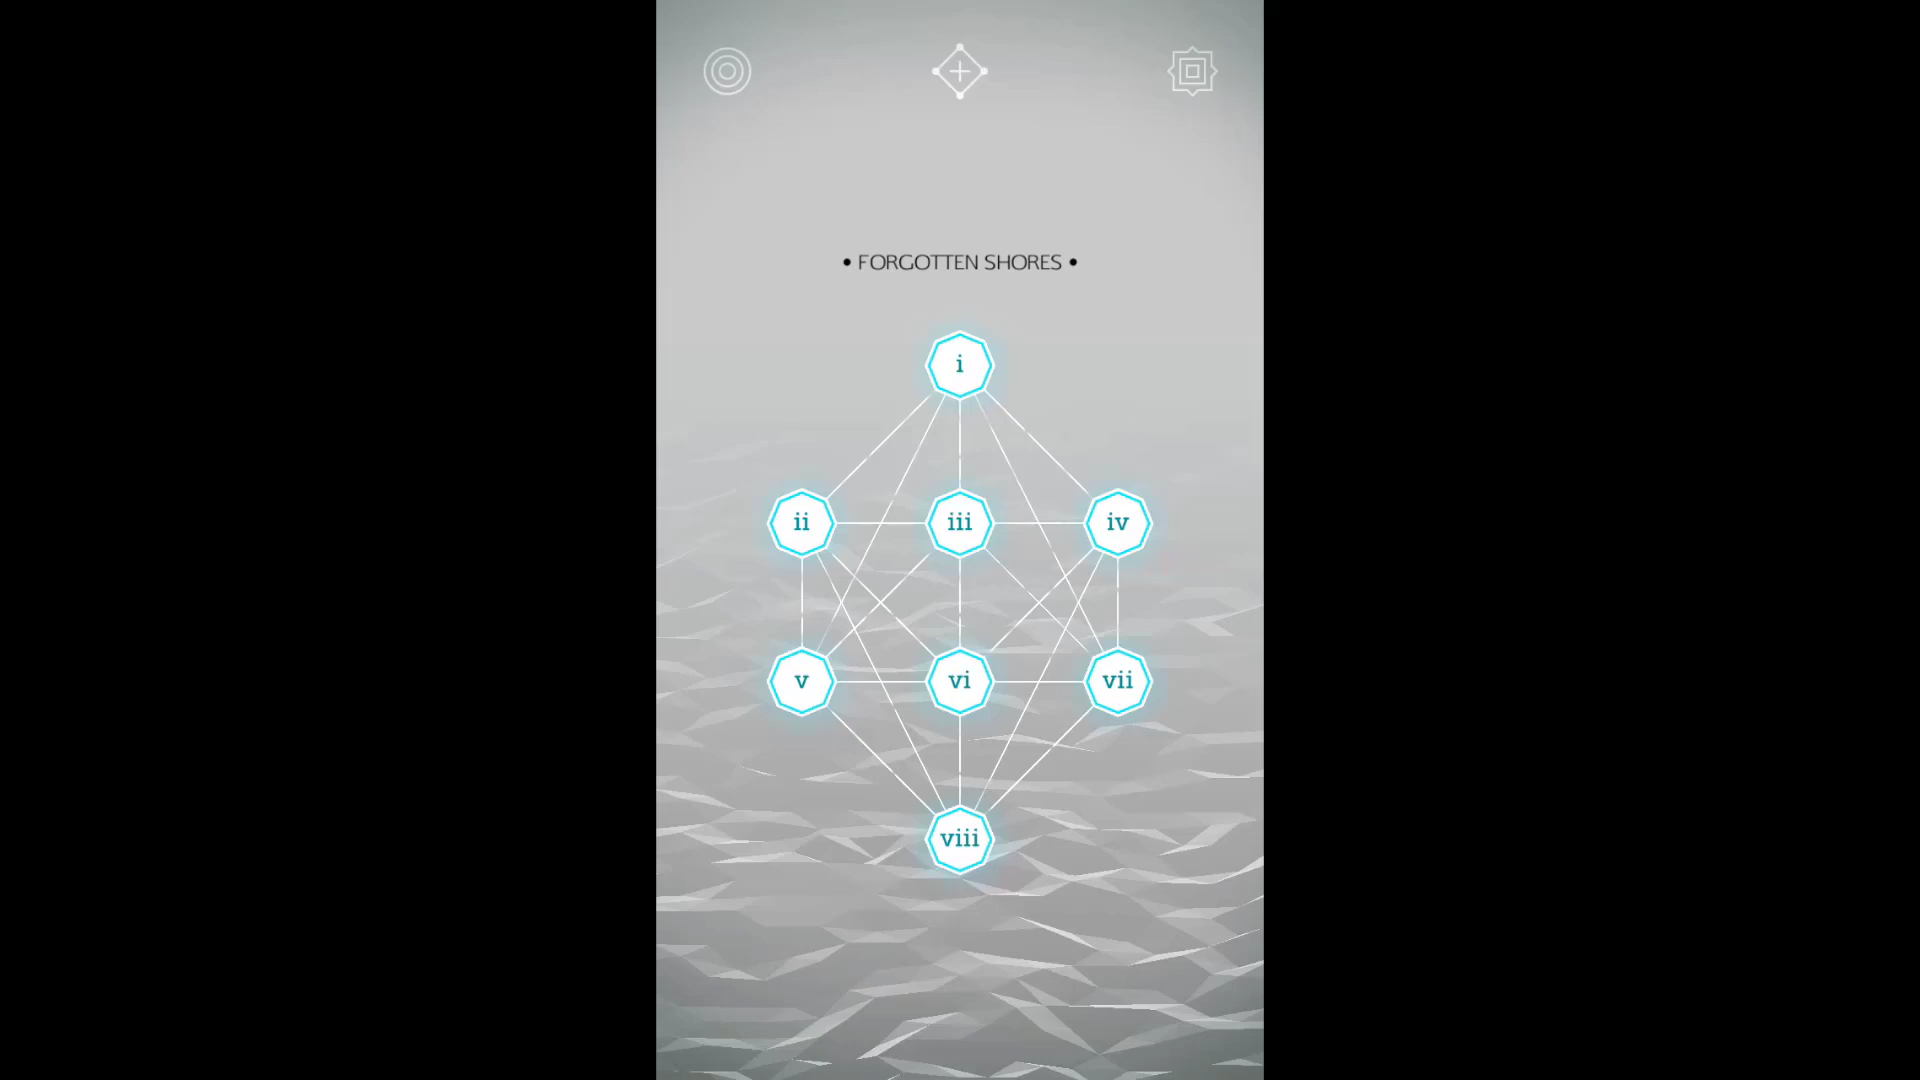 • FORGOTTEN SHORES •
i
ii iii iv
v vi vii
viii